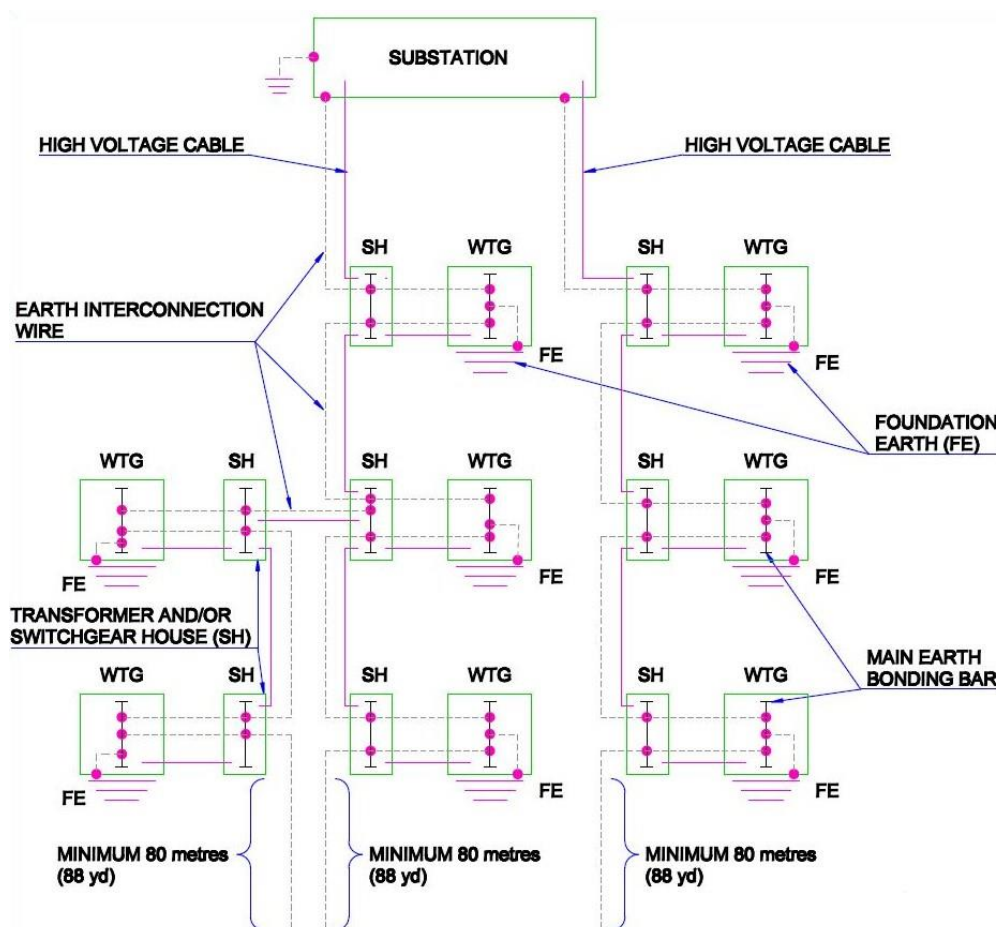 SUBSTATION
HIGH VOLTAGE CABLE
HIGH VOLTAGE CABLE
SH
WTG
SH
WTG
EARTH INTERCONNECTION
WIRE
FE
FE
FOUNDATION
EARTH (FE)
WTG
SH
SH
WTG
SH
WTG
FE
FE
FE
TRANSFORMER AND/OR
SWITCHGEAR HOUSE (SH)
MAIN EARTH
BONDING BAR
WTG
SH
SH
WTG
SH
WTG
FE
FE
FE
MINIMUM 80 metres
(88 yd)
MINIMUM 80 metres
(88 yd)
MINIMUM 80 metres
(88 yd)